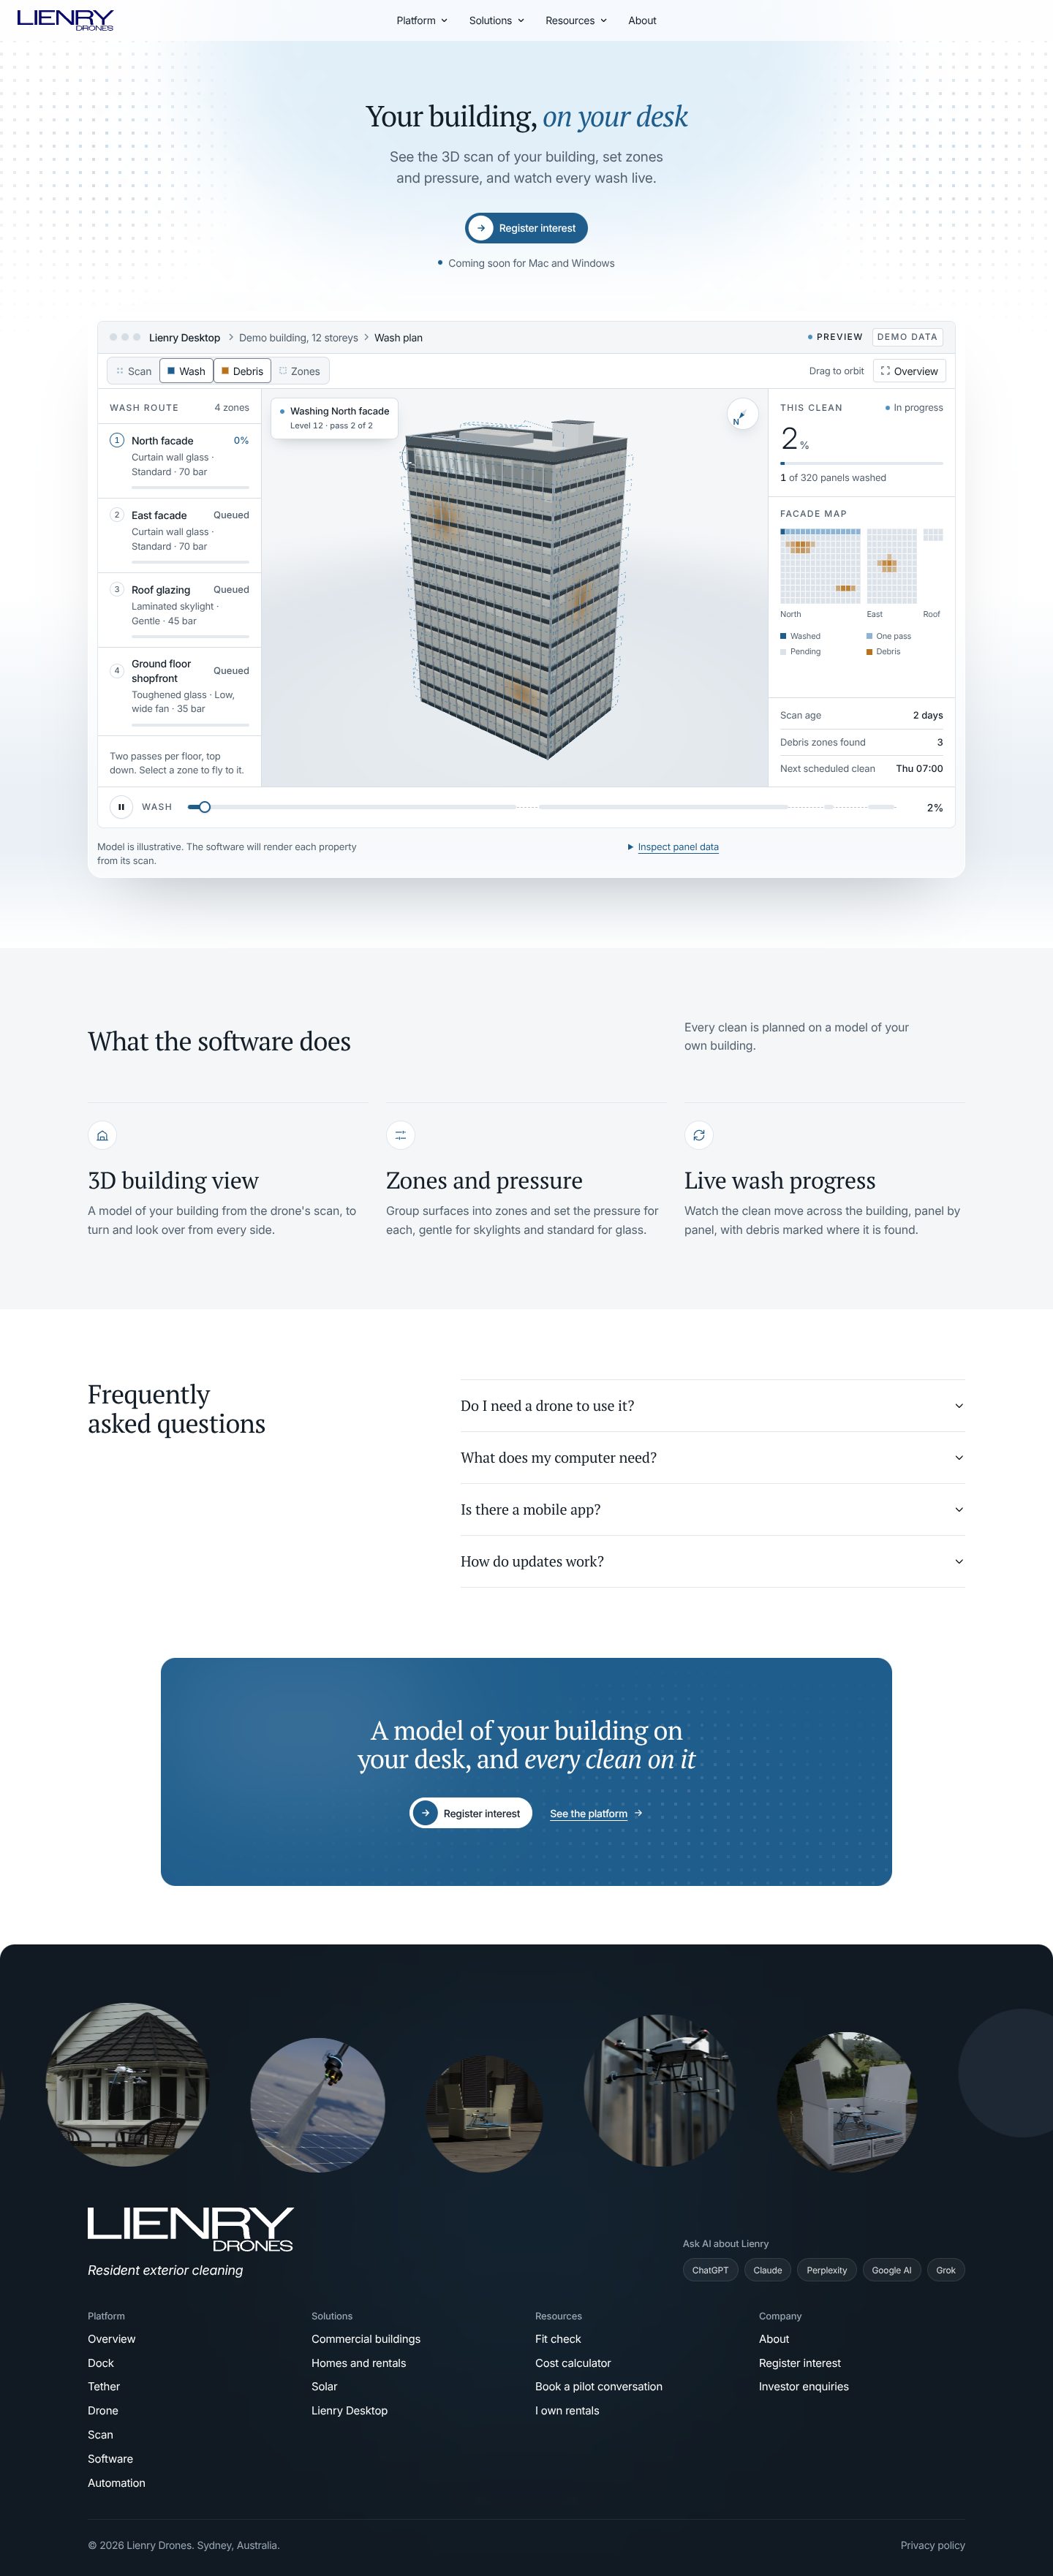 LIENRY
DRONES
Platform
Solutions
Resources
About
Your building, on your desk
See the 3D scan of your building, set zones
and pressure, and watch every wash live.
Register interest
Coming soon for Mac and Windows
Lienry Desktop
Demo building, 12 storeys
Wash plan
PREVIEW
DEMO DATA
Scan
Wash
Debris
Zones
Drag to orbit
Overview
WASH ROUTE
4 zones
1
North facade
0%
Curtain wall glass ·
Standard · 70 bar
2
East facade
Queued
Curtain wall glass ·
Standard · 70 bar
3
Roof glazing
Queued
Laminated skylight ·
Gentle · 45 bar
4
Ground floor
shopfront
Queued
Toughened glass · Low,
wide fan · 35 bar
Two passes per floor, top
down. Select a zone to fly to it.
Washing North facade
Level 12 · pass 2 of 2
N
THIS CLEAN
In progress
2%
1 of 320 panels washed
FACADE MAP
North
East
Roof
Washed
One pass
Pending
Debris
Scan age
2 days
Debris zones found
3
Next scheduled clean
Thu 07:00
WASH
2%
Model is illustrative. The software will render each property
from its scan.
Inspect panel data
What the software does
Every clean is planned on a model of your
own building.
3D building view
A model of your building from the drone's scan, to
turn and look over from every side.
Zones and pressure
Group surfaces into zones and set the pressure for
each, gentle for skylights and standard for glass.
Live wash progress
Watch the clean move across the building, panel by
panel, with debris marked where it is found.
Frequently
asked questions
Do I need a drone to use it?
What does my computer need?
Is there a mobile app?
How do updates work?
A model of your building on
your desk, and every clean on it
Register interest
See the platform
LIENRY
DRONES
Resident exterior cleaning
Ask AI about Lienry
ChatGPT
Claude
Perplexity
Google AI
Grok
Platform
Overview
Dock
Tether
Drone
Scan
Software
Automation
Solutions
Commercial buildings
Homes and rentals
Solar
Lienry Desktop
Resources
Fit check
Cost calculator
Book a pilot conversation
I own rentals
Company
About
Register interest
Investor enquiries
© 2026 Lienry Drones. Sydney, Australia.
Privacy policy